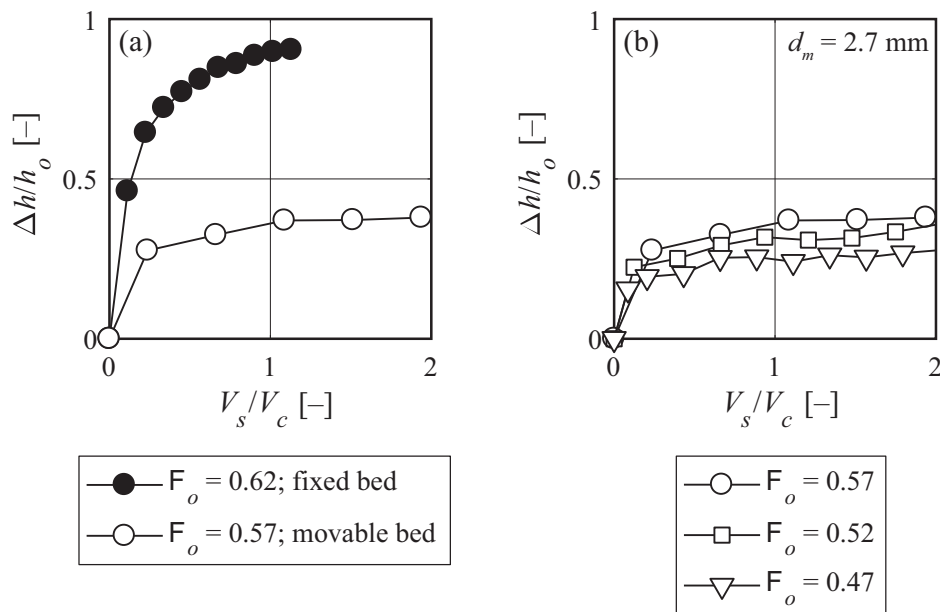 (a)
1
0.5
0
Δh/h_o [–]
0 1 2
V_s/V_c [–]
F_o = 0.62; fixed bed
F_o = 0.57; movable bed
(b)
d_m = 2.7 mm
1
0.5
0
Δh/h_o [–]
0 1 2
V_s/V_c [–]
F_o = 0.57
F_o = 0.52
F_o = 0.47